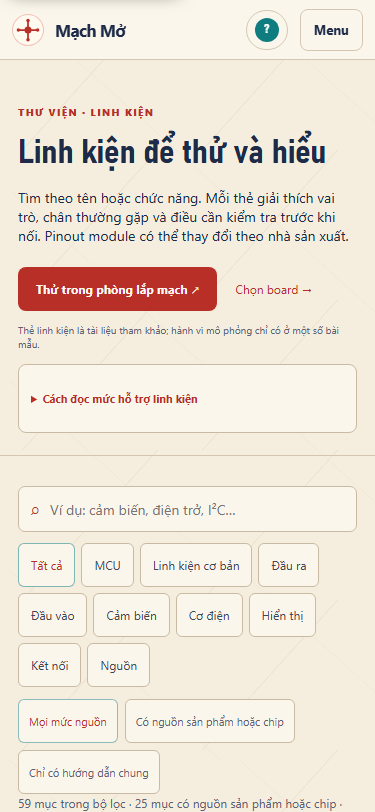 Mạch Mở
?
Menu
THƯ VIỆN · LINH KIỆN
Linh kiện để thử và hiểu
Tìm theo tên hoặc chức năng. Mỗi thẻ giải thích vai
trò, chân thường gặp và điều cần kiểm tra trước khi
nối. Pinout module có thể thay đổi theo nhà sản xuất.
Thử trong phòng lắp mạch ↗
Chọn board →
Thẻ linh kiện là tài liệu tham khảo; hành vi mô phỏng chỉ có ở một số bài
mẫu.
▶ Cách đọc mức hỗ trợ linh kiện
Ví dụ: cảm biến, điện trở, I²C...
Tất cả
MCU
Linh kiện cơ bản
Đầu ra
Đầu vào
Cảm biến
Cơ điện
Hiển thị
Kết nối
Nguồn
Mọi mức nguồn
Có nguồn sản phẩm hoặc chip
Chỉ có hướng dẫn chung
59 mục trong bộ lọc · 25 mục có nguồn sản phẩm hoặc chip ·